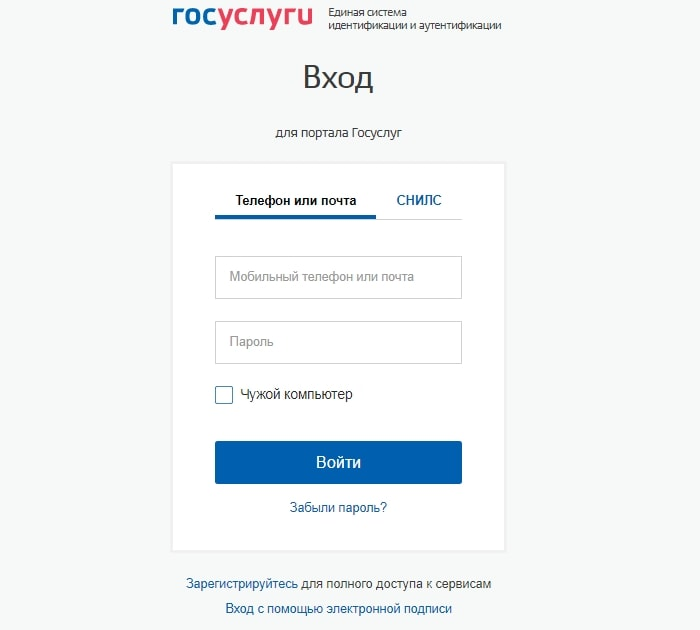 госуслуги
Единая система
идентификации и аутентификации
Вход
для портала Госуслуг
Телефон или почта
СНИЛС
Мобильный телефон или почта
Пароль
Чужой компьютер
Войти
Забыли пароль?
Зарегистрируйтесь для полного доступа к сервисам
Вход с помощью электронной подписи